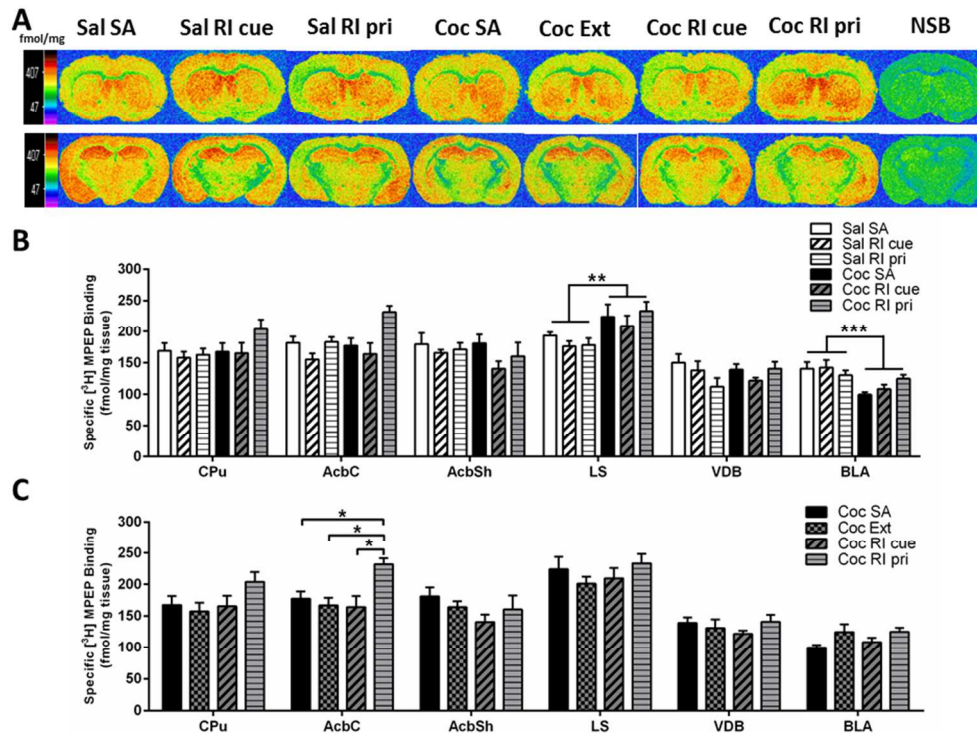 A
Sal SA Sal RI cue Sal RI pri Coc SA Coc Ext Coc RI cue Coc RI pri NSB
fmol/mg
407
47
407
47
B
Sal SA
Sal RI cue
Sal RI pri
Coc SA
Coc RI cue
Coc RI pri
Specific [³H] MPEP Binding
(fmol/mg tissue)
300
250
200
150
100
50
0
**
***
CPu AcbC AcbSh LS VDB BLA
C
Coc SA
Coc Ext
Coc RI cue
Coc RI pri
Specific [³H] MPEP Binding
(fmol/mg tissue)
300
250
200
150
100
50
0
*
*
*
CPu AcbC AcbSh LS VDB BLA